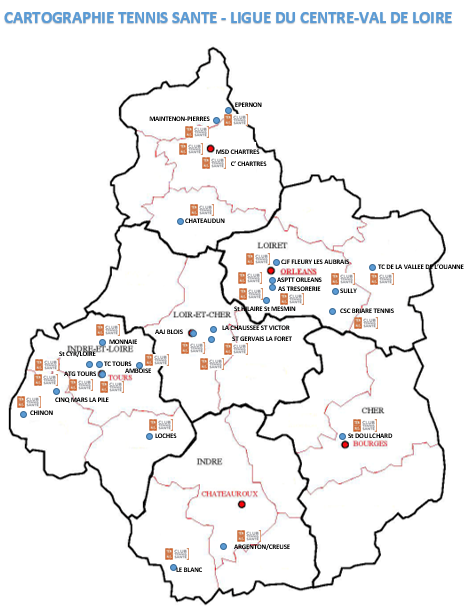 CARTOGRAPHIE TENNIS SANTE - LIGUE DU CENTRE-VAL DE LOIRE
EPERNON
MAINTENON-PIERRES
MSD CHARTRES
C' CHARTRES
CHATEAUDUN
LOIRET
CJF FLEURY LES AUBRAIS
TC DE LA VALLEE DE L'OUANNE
ORLEANS
ASPTT ORLEANS
AS TRESORERIE
SULLY
St HILAIRE St MESMIN
CSC BRIARE TENNIS
LOIR-ET-CHER
LA CHAUSSEE ST VICTOR
AAJ BLOIS
ST GERVAIS LA FORET
MONNAIE
INDRE-ET-LOIRE
St CYR/LOIRE
TC TOURS
AMBOISE
ATG TOURS
TOURS
CINQ MARS LA PILE
CHINON
CHER
LOCHES
St DOULCHARD
BOURGES
INDRE
CHATEAUROUX
ARGENTON/CREUSE
LE BLANC